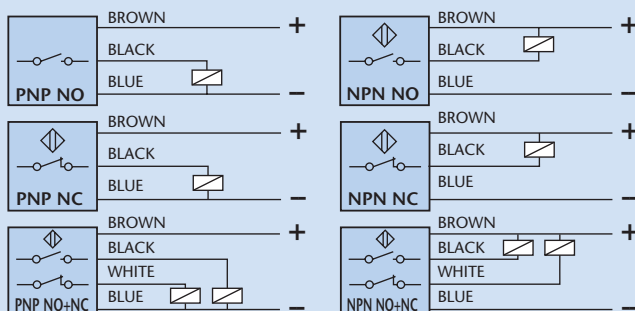 BROWN
+
BLACK
BLUE
PNP NO
−
BROWN
+
BLACK
BLUE
NPN NO
−
BROWN
+
BLACK
BLUE
PNP NC
−
BROWN
+
BLACK
BLUE
NPN NC
−
BROWN
+
BLACK
WHITE
BLUE
PNP NO+NC
−
BROWN
+
BLACK
WHITE
BLUE
NPN NO+NC
−